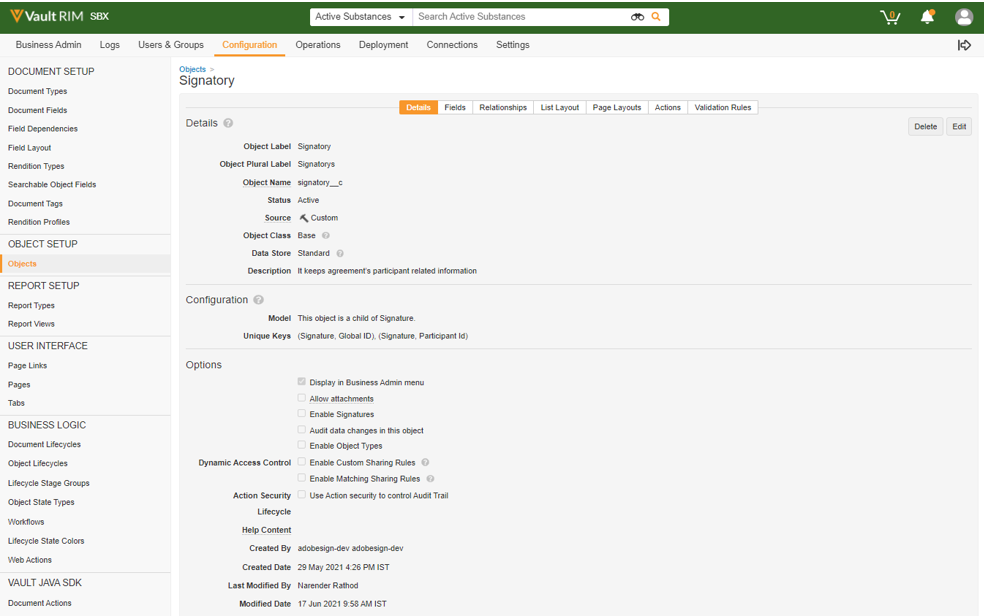 Vault RIM SBX
Active Substances Search Active Substances
0
Business Admin Logs Users & Groups Configuration Operations Deployment Connections Settings
DOCUMENT SETUP
Document Types
Document Fields
Field Dependencies
Field Layout
Rendition Types
Searchable Object Fields
Document Tags
Rendition Profiles
OBJECT SETUP
Objects
REPORT SETUP
Report Types
Report Views
USER INTERFACE
Page Links
Pages
Tabs
BUSINESS LOGIC
Document Lifecycles
Object Lifecycles
Lifecycle Stage Groups
Object State Types
Workflows
Lifecycle State Colors
Web Actions
VAULT JAVA SDK
Document Actions
Objects >
Signatory
Details Fields Relationships List Layout Page Layouts Actions Validation Rules
Details ?
Delete Edit
Object Label Signatory
Object Plural Label Signatorys
Object Name signatory__c
Status Active
Source Custom
Object Class Base ?
Data Store Standard ?
Description It keeps agreement's participant related information
Configuration ?
Model This object is a child of Signature.
Unique Keys (Signature, Global ID), (Signature, Participant Id)
Options
Display in Business Admin menu
Allow attachments
Enable Signatures
Audit data changes in this object
Enable Object Types
Dynamic Access Control Enable Custom Sharing Rules ?
Enable Matching Sharing Rules ?
Action Security Use Action security to control Audit Trail
Lifecycle
Help Content
Created By adobesign-dev adobesign-dev
Created Date 29 May 2021 4:26 PM IST
Last Modified By Narender Rathod
Modified Date 17 Jun 2021 9:58 AM IST